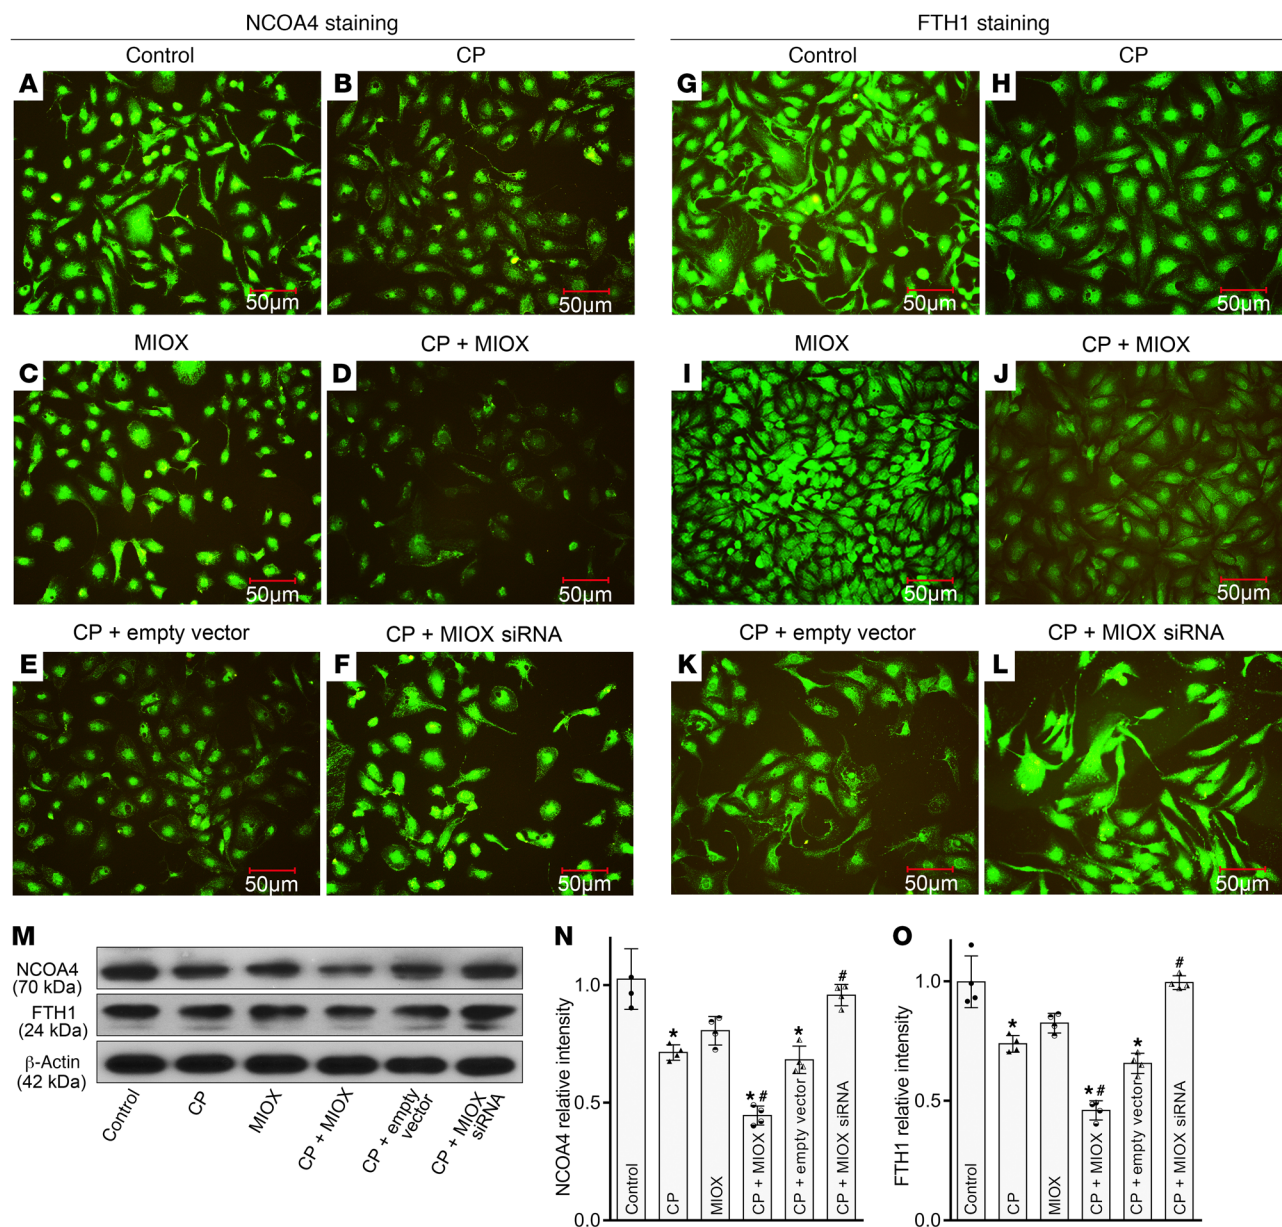 NCOA4 staining
FTH1 staining
Control
CP
Control
CP
A
B
G
H
50µm
50µm
50µm
50µm
MIOX
CP + MIOX
MIOX
CP + MIOX
C
D
I
J
50µm
50µm
50µm
50µm
CP + empty vector
CP + MIOX siRNA
CP + empty vector
CP + MIOX siRNA
E
F
K
L
50µm
50µm
50µm
50µm
M
NCOA4
(70 kDa)
FTH1
(24 kDa)
β-Actin
(42 kDa)
Control
CP
MIOX
CP + MIOX
CP + empty
vector
CP + MIOX
siRNA
N
NCOA4 relative intensity
1.0
0.5
0.0
*
* #
*
#
Control
CP
MIOX
CP + MIOX
CP + empty vector
CP + MIOX siRNA
O
FTH1 relative intensity
1.0
0.5
0.0
*
* #
*
#
Control
CP
MIOX
CP + MIOX
CP + empty vector
CP + MIOX siRNA